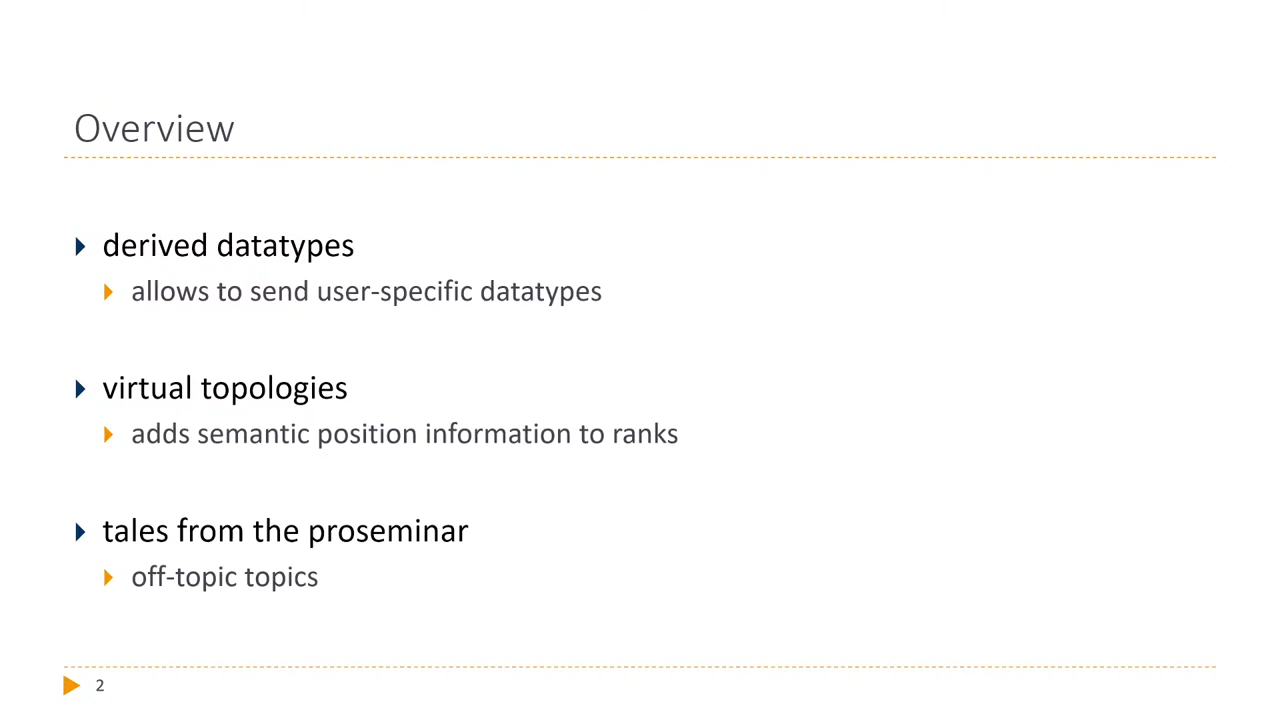 Overview
derived datatypes
allows to send user-specific datatypes
virtual topologies
adds semantic position information to ranks
tales from the proseminar
off-topic topics
2